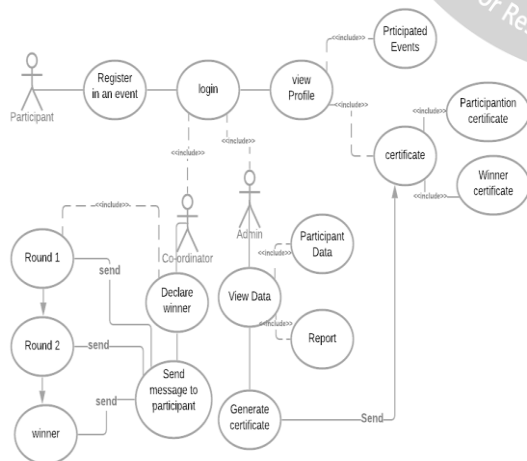 or Re
Prticipated
Events
<<include>>
Register
in an event
login
view
Profile
Participant
<<include>>
Participantion
certificate
<<include>>
certificate
<<include>>
<<include>>
Winner
certificate
<<include>>
<<include>>
Admin
Participant
Data
Round 1
send
Co-ordinator
<<include>>
Declare
winner
View Data
<<include>>
Report
Round 2
send
Send
message to
participant
winner
send
Generate
certificate
Send